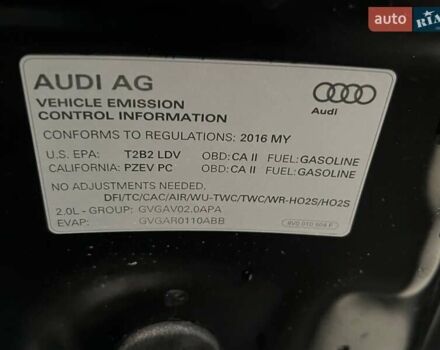 auto RIA
AUDI AG
VEHICLE EMISSION
CONTROL INFORMATION
Audi
CONFORMS TO REGULATIONS: 2016 MY
U.S. EPA: T2B2 LDV OBD: CA II FUEL: GASOLINE
CALIFORNIA: PZEV PC OBD: CA II FUEL: GASOLINE
NO ADJUSTMENTS NEEDED.
DFI/TC/CAC/AIR/WU-TWC/TWC/WR-HO2S/HO2S
2.0L - GROUP: GVGAV02.0APA
EVAP: GVGAR0110ABB